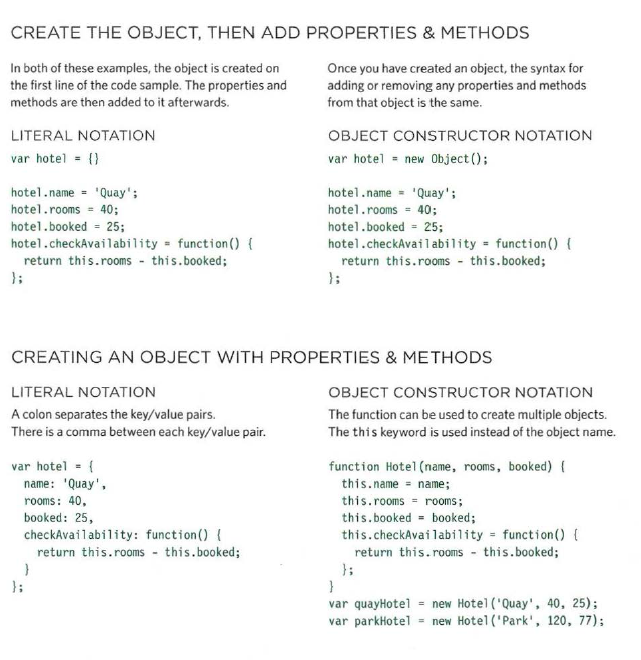 CREATE THE OBJECT, THEN ADD PROPERTIES & METHODS
In both of these examples, the object is created on
the first line of the code sample. The properties and
methods are then added to it afterwards.
LITERAL NOTATION
var hotel = {}
hotel.name = 'Quay';
hotel.rooms = 40;
hotel.booked = 25;
hotel.checkAvailability = function() {
return this.rooms - this.booked;
};
Once you have created an object, the syntax for
adding or removing any properties and methods
from that object is the same.
OBJECT CONSTRUCTOR NOTATION
var hotel = new Object();
hotel.name = 'Quay';
hotel.rooms = 40;
hotel.booked = 25;
hotel.checkAvailability = function() {
return this.rooms - this.booked;
};
CREATING AN OBJECT WITH PROPERTIES & METHODS
LITERAL NOTATION
A colon separates the key/value pairs.
There is a comma between each key/value pair.
var hotel = {
name: 'Quay',
rooms: 40,
booked: 25,
checkAvailability: function() {
return this.rooms - this.booked;
}
};
OBJECT CONSTRUCTOR NOTATION
The function can be used to create multiple objects.
The this keyword is used instead of the object name.
function Hotel(name, rooms, booked) {
this.name = name;
this.rooms = rooms;
this.booked = booked;
this.checkAvailability = function() {
return this.rooms - this.booked;
};
}
var quayHotel = new Hotel('Quay', 40, 25);
var parkHotel = new Hotel('Park', 120, 77);